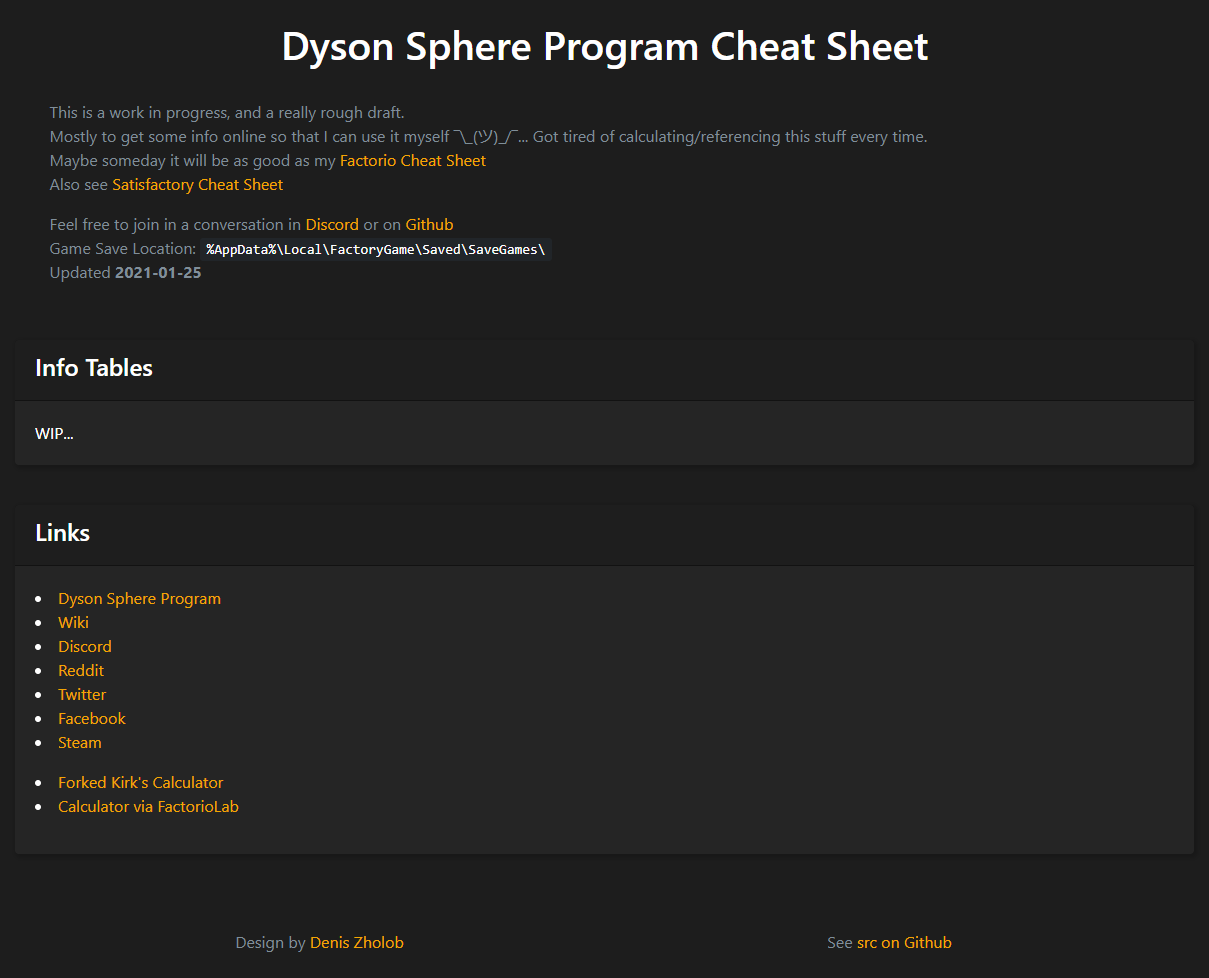 Dyson Sphere Program Cheat Sheet
This is a work in progress, and a really rough draft.
Mostly to get some info online so that I can use it myself ¯\_(ツ)_/¯... Got tired of calculating/referencing this stuff every time.
Maybe someday it will be as good as my Factorio Cheat Sheet
Also see Satisfactory Cheat Sheet
Feel free to join in a conversation in Discord or on Github
Game Save Location: %AppData%\Local\FactoryGame\Saved\SaveGames\
Updated 2021-01-25
Info Tables
WIP...
Links
Dyson Sphere Program
Wiki
Discord
Reddit
Twitter
Facebook
Steam
Forked Kirk's Calculator
Calculator via FactorioLab
Design by Denis Zholob
See src on Github